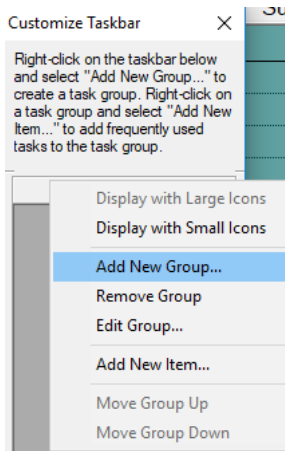 Customize Taskbar
Right-click on the taskbar below
and select "Add New Group..." to
create a task group. Right-click on
a task group and select "Add New
Item..." to add frequently used
tasks to the task group.
Display with Large Icons
Display with Small Icons
Add New Group...
Remove Group
Edit Group...
Add New Item...
Move Group Up
Move Group Down